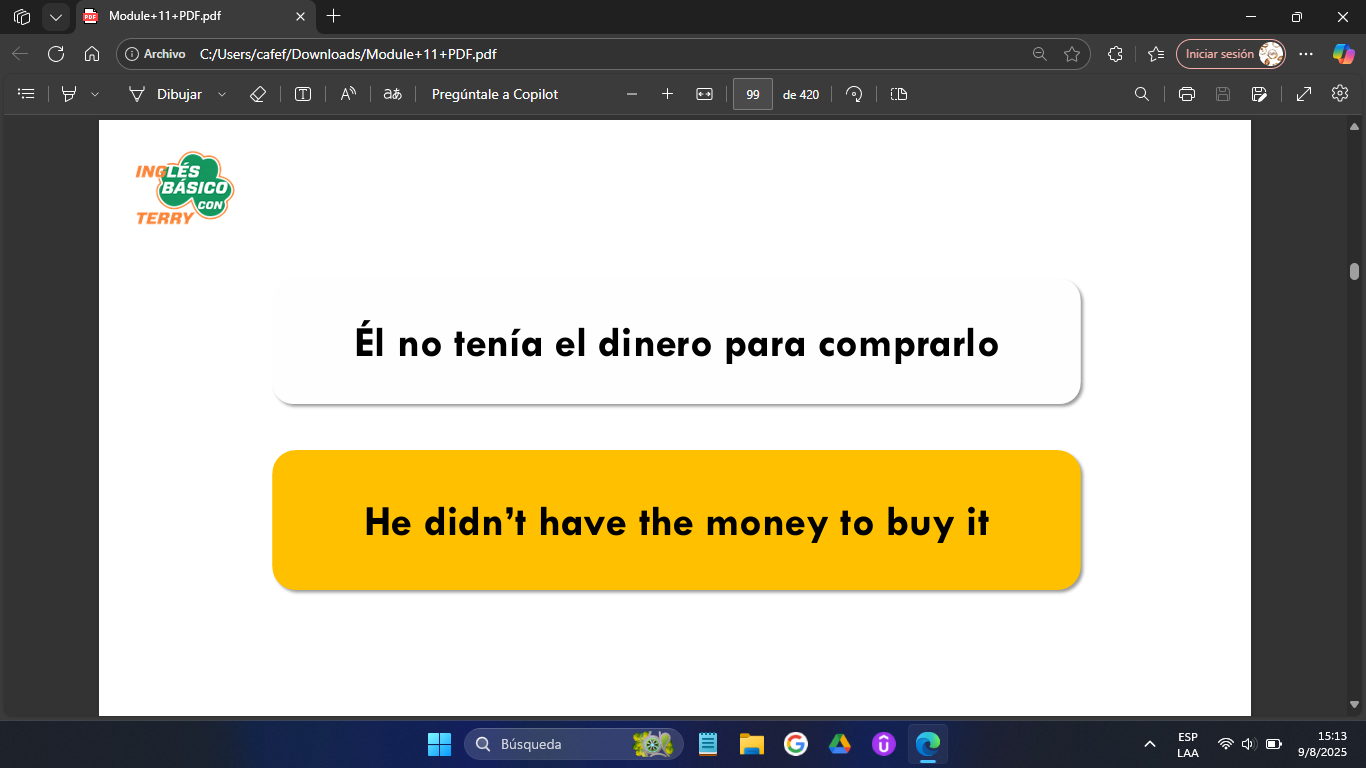 Module+11+PDF.pdf
Archivo C:/Users/cafef/Downloads/Module+11+PDF.pdf
Iniciar sesión
Dibujar
Pregúntale a Copilot
99 de 420
INGLÉS
BÁSICO
CON
TERRY
Él no tenía el dinero para comprarlo
He didn’t have the money to buy it
Búsqueda
ESP
LAA
15:13
9/8/2025